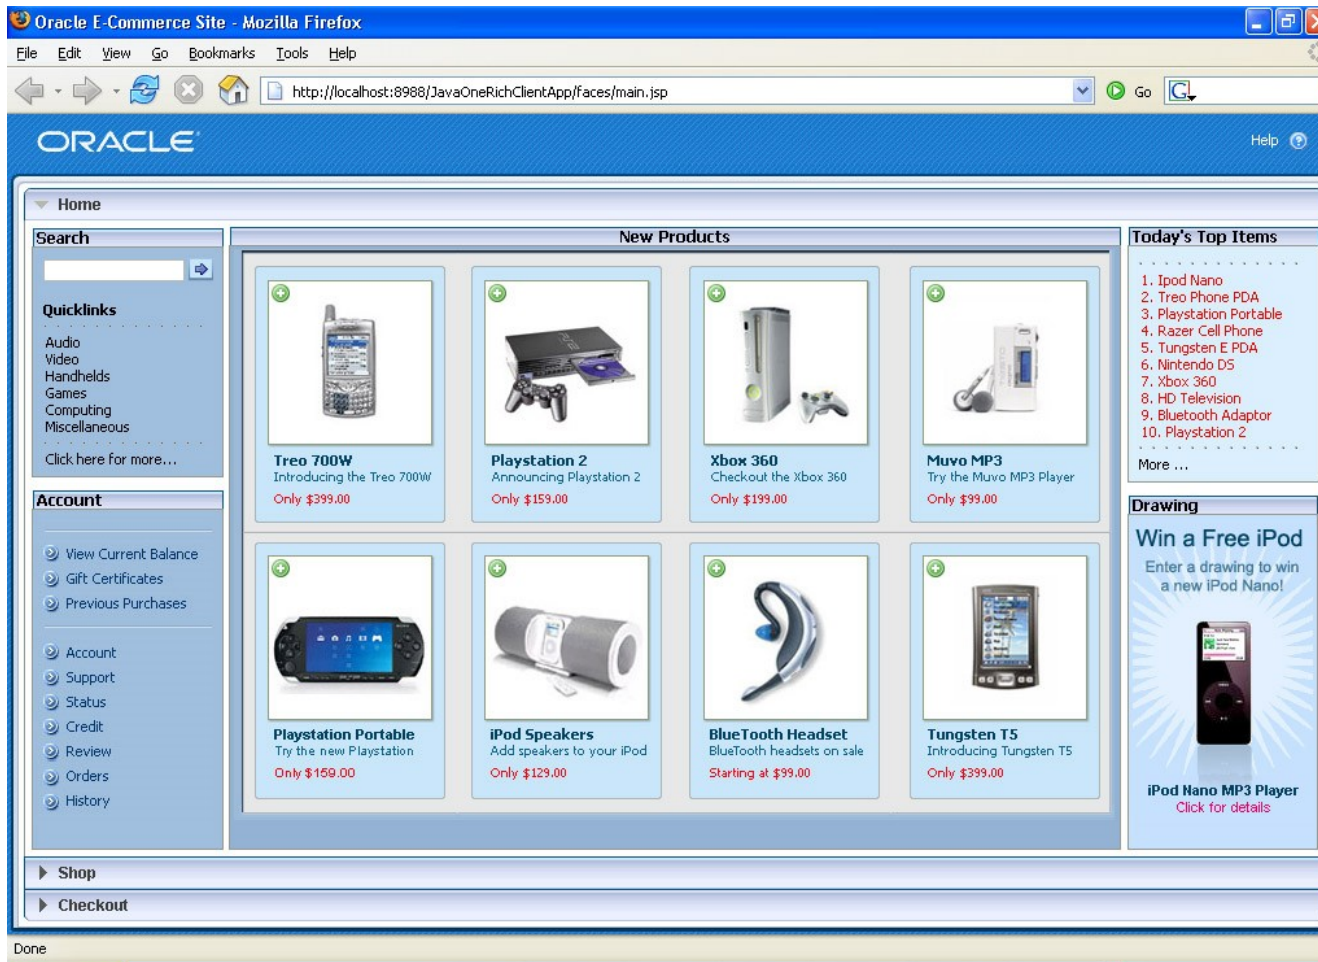 Oracle E-Commerce Site - Mozilla Firefox
File Edit View Go Bookmarks Tools Help
http://localhost:8988/JavaOneRichClientApp/faces/main.jsp
Go
G
ORACLE
Help
Home
Search
Quicklinks
Audio
Video
Handhelds
Games
Computing
Miscellaneous
Click here for more...
Account
View Current Balance
Gift Certificates
Previous Purchases
Account
Support
Status
Credit
Review
Orders
History
New Products
Treo 700W
Introducing the Treo 700W
Only $399.00
Playstation 2
Announcing Playstation 2
Only $159.00
Xbox 360
Checkout the Xbox 360
Only $199.00
Muvo MP3
Try the Muvo MP3 Player
Only $99.00
Playstation Portable
Try the new Playstation
Only $159.00
iPod Speakers
Add speakers to your iPod
Only $129.00
BlueTooth Headset
BlueTooth headsets on sale
Starting at $99.00
Tungsten T5
Introducing Tungsten T5
Only $399.00
Today's Top Items
1. Ipod Nano
2. Treo Phone PDA
3. Playstation Portable
4. Razer Cell Phone
5. Tungsten E PDA
6. Nintendo DS
7. Xbox 360
8. HD Television
9. Bluetooth Adaptor
10. Playstation 2
More ...
Drawing
Win a Free iPod
Enter a drawing to win
a new iPod Nano!
iPod Nano MP3 Player
Click for details
Shop
Checkout
Done